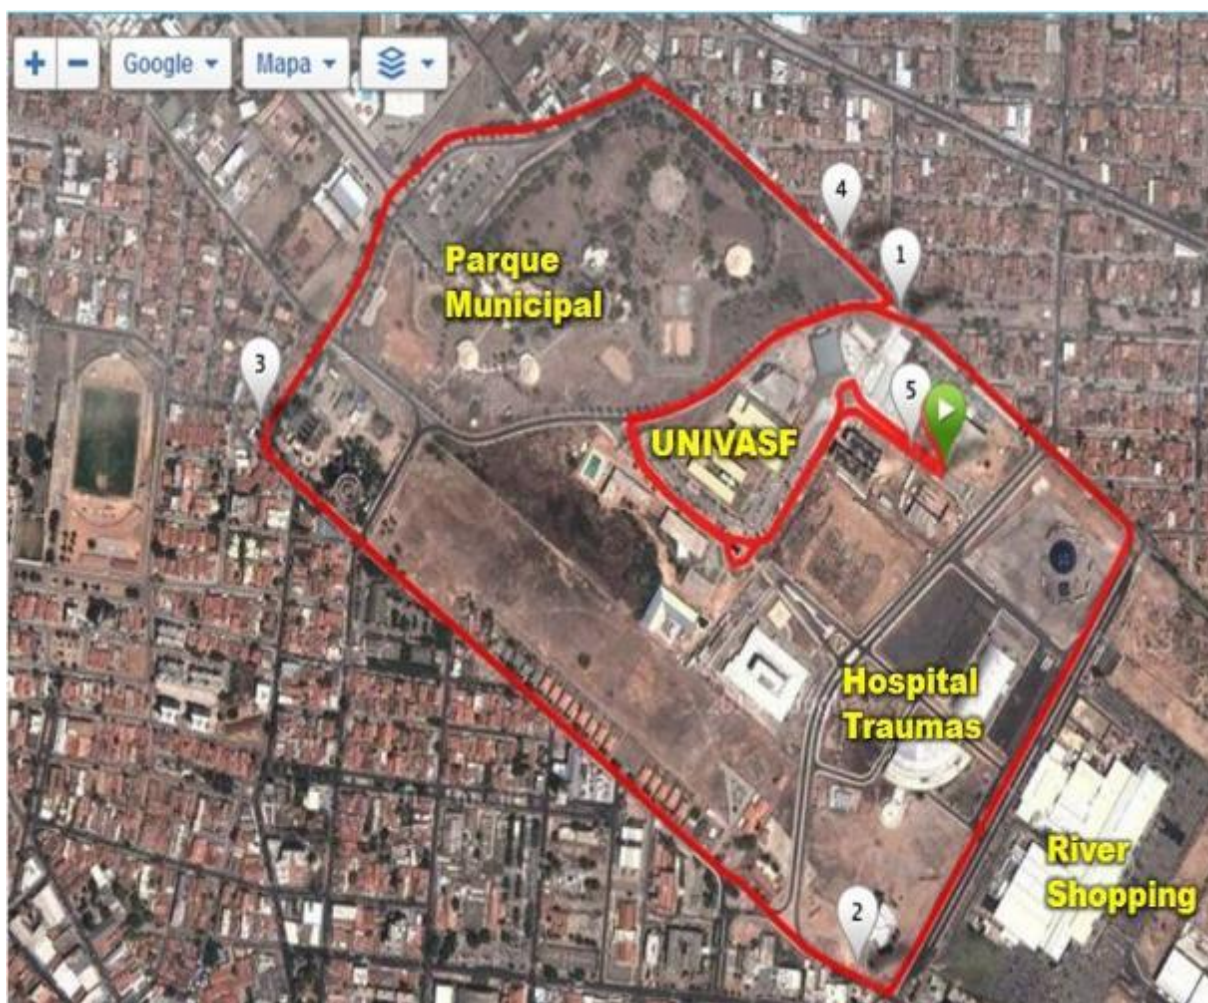 + − Google Mapa
4
1
Parque
Municipal
3
5
UNIVASF
Hospital
Traumas
River
Shopping
2